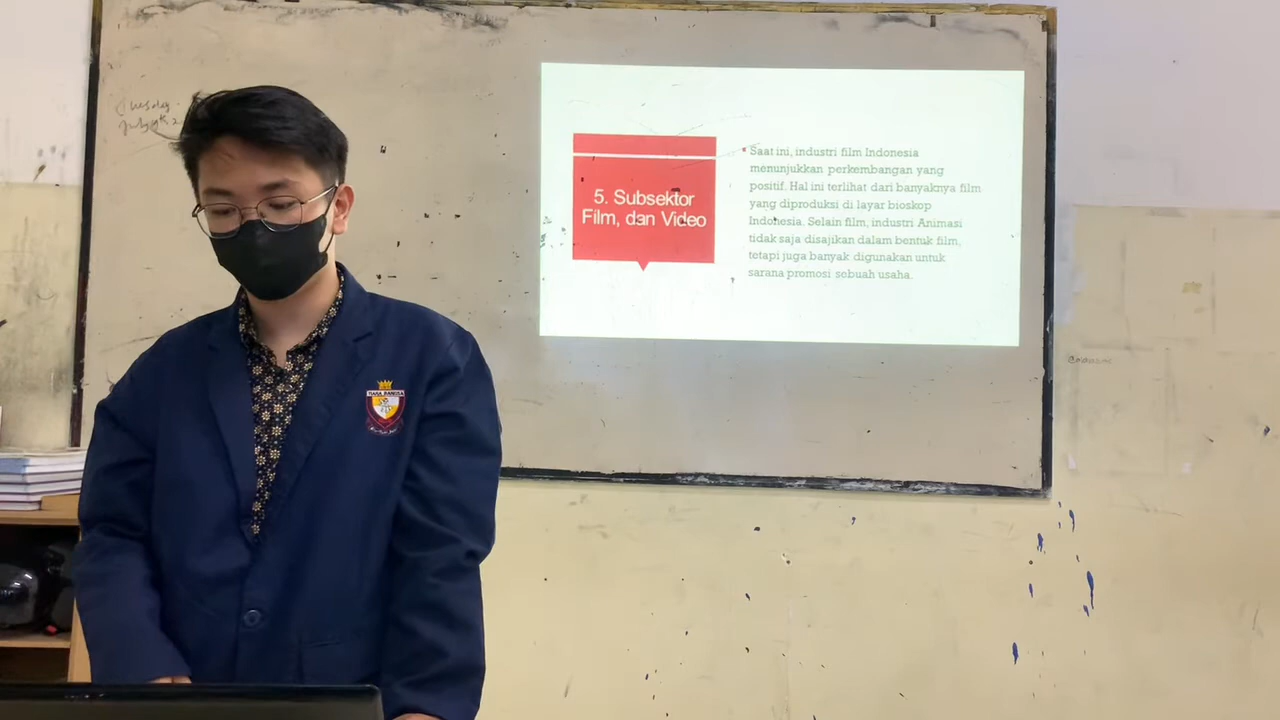 Tuesday
5. Subsektor
Film, dan Video
Saat ini, industri film Indonesia
menunjukkan perkembangan yang
positif. Hal ini terlihat dari banyaknya film
yang diproduksi di layar bioskop
Indonesia. Selain film, industri Animasi
tidak saja disajikan dalam bentuk film,
tetapi juga banyak digunakan untuk
sarana promosi sebuah usaha.